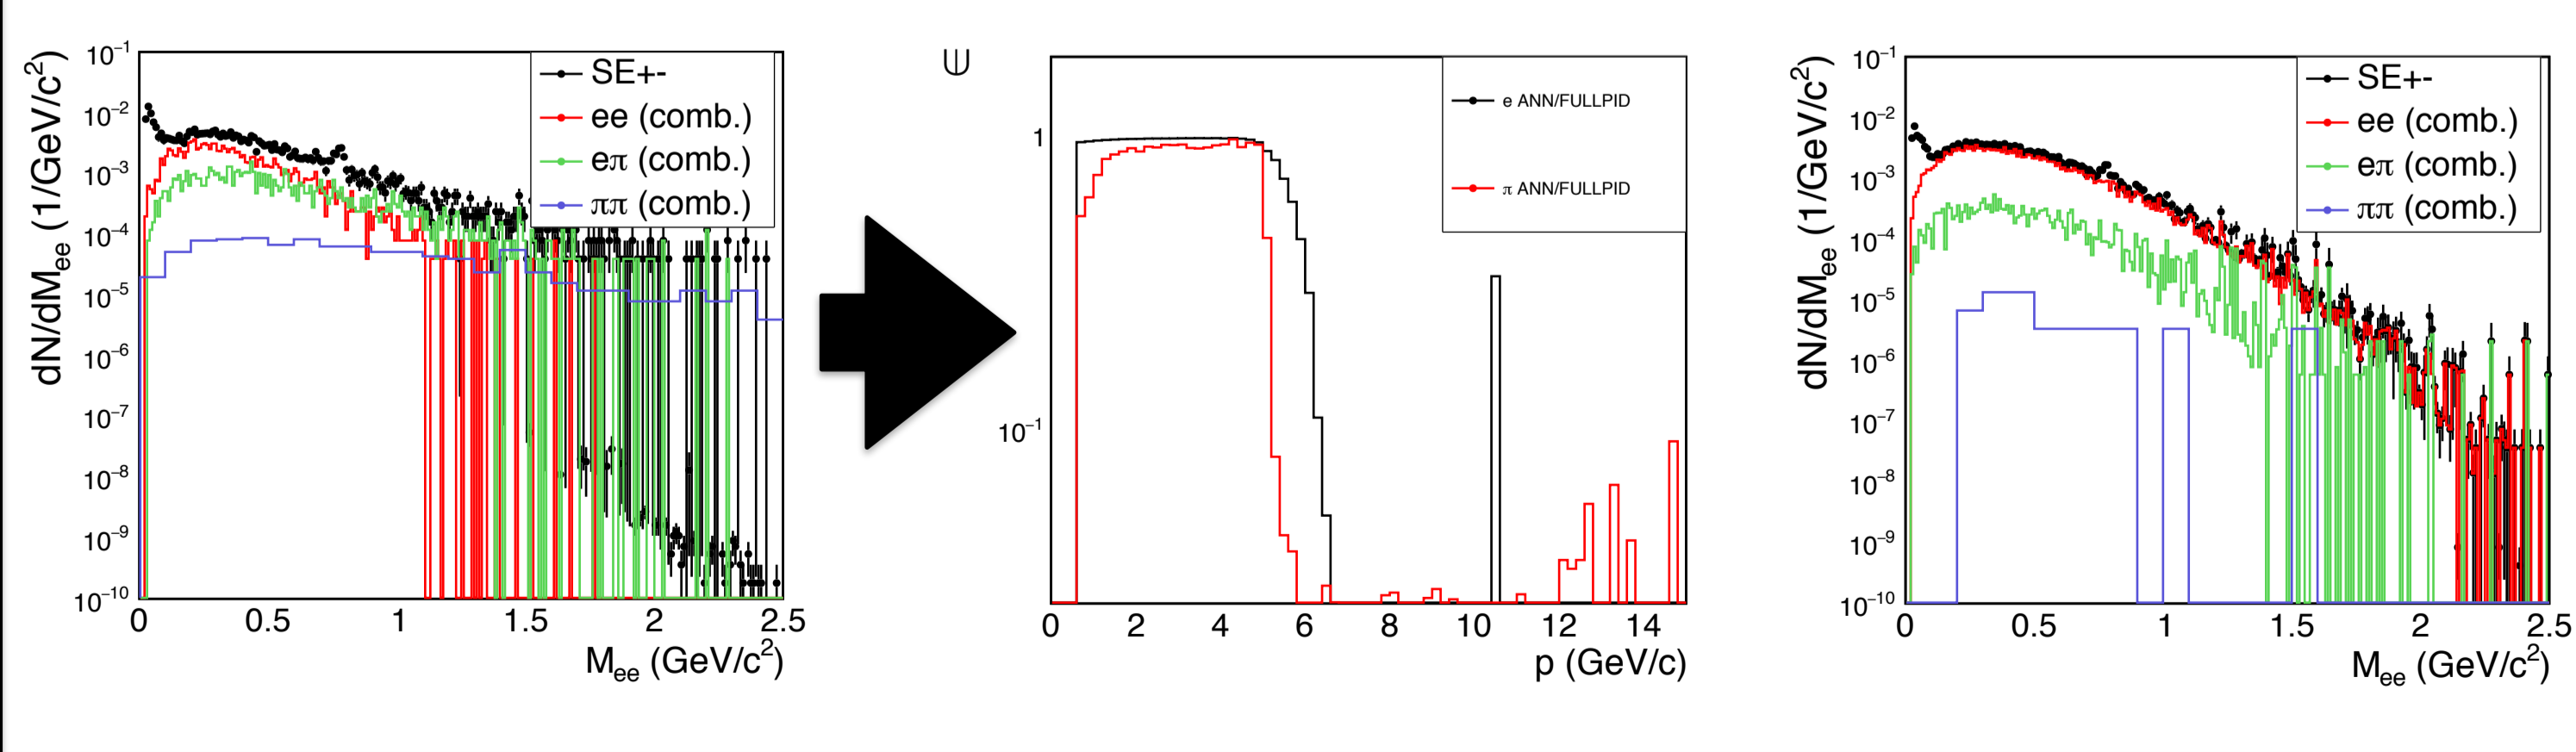 dN/dMee (1/GeV/c²)
10⁻¹
10⁻²
10⁻³
10⁻⁴
10⁻⁵
10⁻⁶
10⁻⁷
10⁻⁸
10⁻⁹
10⁻¹⁰
SE+-
ee (comb.)
eπ (comb.)
ππ (comb.)
0 0.5 1 1.5 2 2.5
Mee (GeV/c²)
1
10⁻¹
e ANN/FULLPID
π ANN/FULLPID
0 2 4 6 8 10 12 14
p (GeV/c)
dN/dMee (1/GeV/c²)
10⁻¹
10⁻²
10⁻³
10⁻⁴
10⁻⁵
10⁻⁶
10⁻⁷
10⁻⁸
10⁻⁹
10⁻¹⁰
SE+-
ee (comb.)
eπ (comb.)
ππ (comb.)
0 0.5 1 1.5 2 2.5
Mee (GeV/c²)